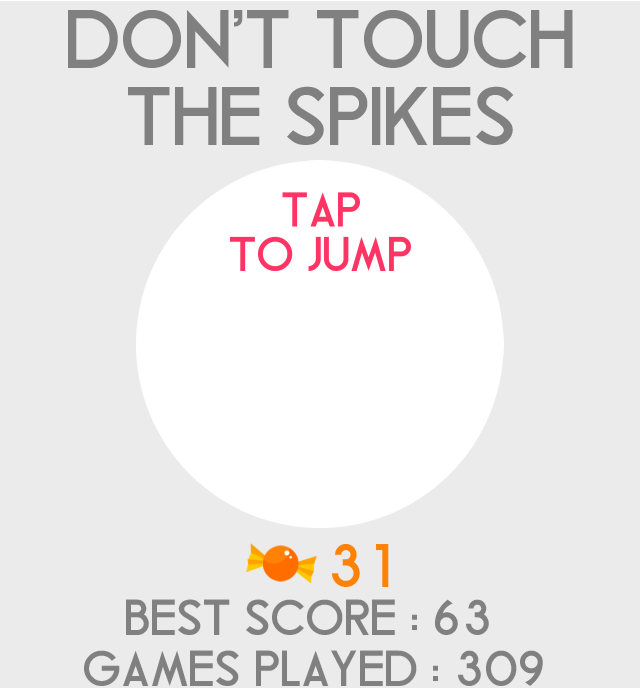 DON'T TOUCH
THE SPIKES
TAP
TO JUMP
31
BEST SCORE : 63
GAMES PLAYED : 309